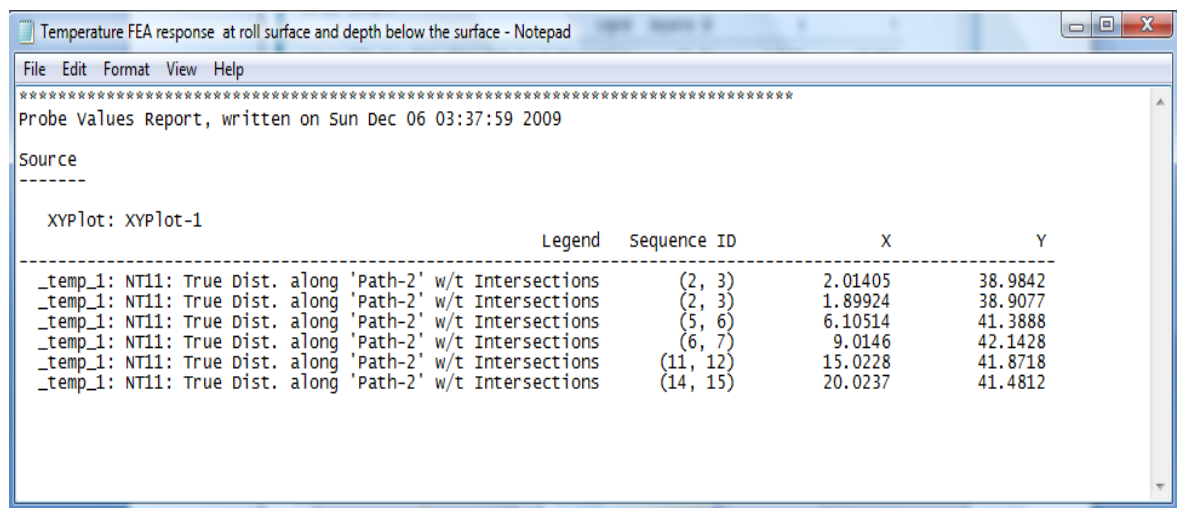 Temperature FEA response at roll surface and depth below the surface - Notepad
File Edit Format View Help
********************************************************************************
Probe Values Report, written on Sun Dec 06 03:37:59 2009
Source
-------
XYPlot: XYPlot-1
Legend Sequence ID X Y
--------------------------------------------------------------------------------
_temp_1: NT11: True Dist. along 'Path-2' w/t Intersections (2, 3) 2.01405 38.9842
_temp_1: NT11: True Dist. along 'Path-2' w/t Intersections (2, 3) 1.89924 38.9077
_temp_1: NT11: True Dist. along 'Path-2' w/t Intersections (5, 6) 6.10514 41.3888
_temp_1: NT11: True Dist. along 'Path-2' w/t Intersections (6, 7) 9.0146 42.1428
_temp_1: NT11: True Dist. along 'Path-2' w/t Intersections (11, 12) 15.0228 41.8718
_temp_1: NT11: True Dist. along 'Path-2' w/t Intersections (14, 15) 20.0237 41.4812